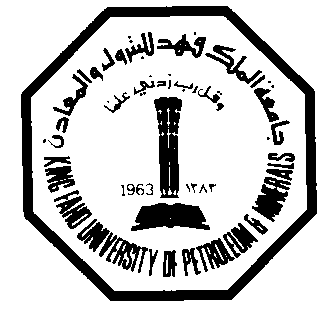 جامعة الملك فهد للبترول والمعادن
وقل رب زدني علما
1963 ١٣٨٣
KING FAHD UNIVERSITY OF PETROLEUM & MINERALS